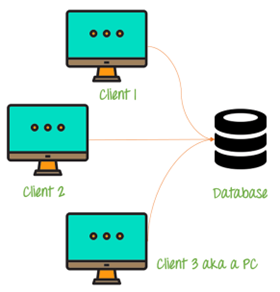 Client 1
Client 2
Database
Client 3 aka a PC